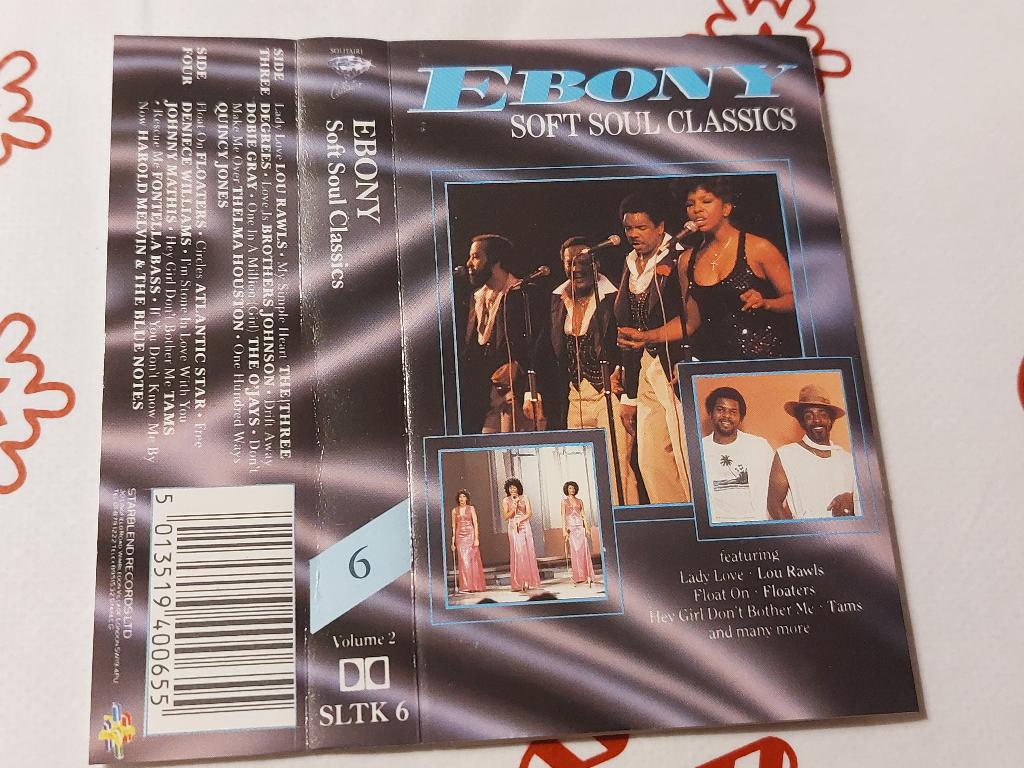 EBONY
SOFT SOUL CLASSICS
featuring
Lady Love · Lou Rawls
Float On · Floaters
Hey Girl Don't Bother Me · Tams
and many more
SOLITAIRE
Collection
EBONY
Soft Soul Classics
6
Volume 2
SLTK 6
SIDE
THREE
Lady Love LOU RAWLS • My Simple Heart THE THREE
DEGREES • Love Is BROTHERS JOHNSON • Drift Away
DOBIE GRAY • One In A Million (Girl) THE O'JAYS • Don't
Make Me Over THELMA HOUSTON • One Hundred Ways
QUINCY JONES
SIDE
FOUR
Float On FLOATERS • Circles ATLANTIC STAR • Free
DENIECE WILLIAMS • I'm Stone In Love With You
JOHNNY MATHIS • Hey Girl Don't Bother Me TAMS
• Rescue Me FONTELLA BASS • If You Don't Know Me By
Now HAROLD MELVIN & THE BLUE NOTES
5 013519 400655
STARBLEND RECORDS LTD